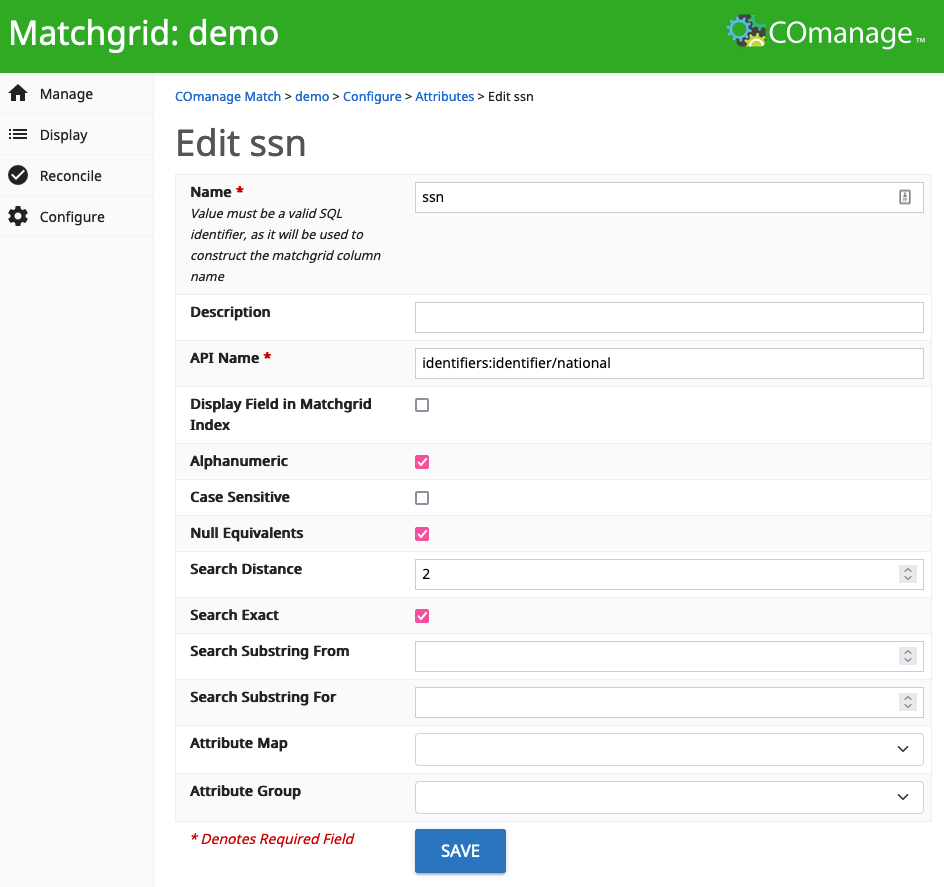 Matchgrid: demo
COmanage™
Manage
Display
Reconcile
Configure
COmanage Match > demo > Configure > Attributes > Edit ssn
Edit ssn
Name *
Value must be a valid SQL
identifier, as it will be used to
construct the matchgrid column
name
ssn
Description
API Name *
identifiers:identifier/national
Display Field in Matchgrid
Index
Alphanumeric
Case Sensitive
Null Equivalents
Search Distance
2
Search Exact
Search Substring From
Search Substring For
Attribute Map
Attribute Group
* Denotes Required Field
SAVE